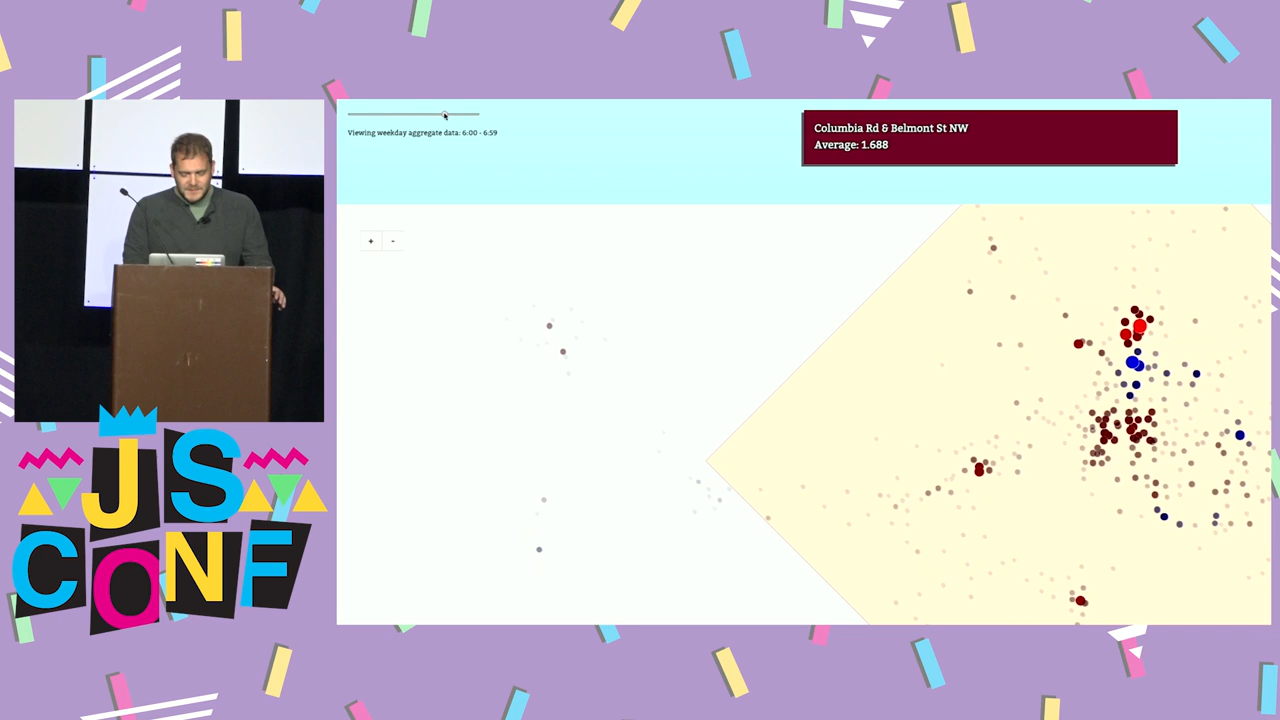 Viewing weekday aggregate data: 6:00 - 6:59
Columbia Rd & Belmont St NW
Average: 1.688
+ -
JS
CONF